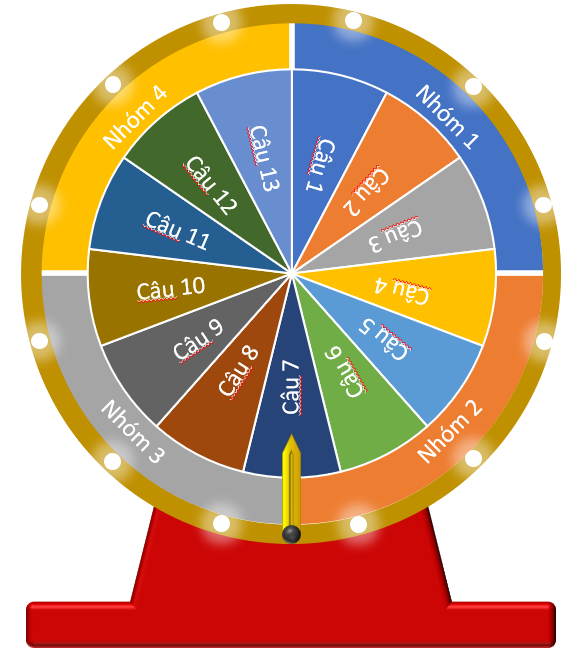 Nhóm 1
Nhóm 2
Nhóm 3
Nhóm 4
Câu 1
Câu 2
Câu 3
Câu 4
Câu 5
Câu 6
Câu 7
Câu 8
Câu 9
Câu 10
Câu 11
Câu 12
Câu 13